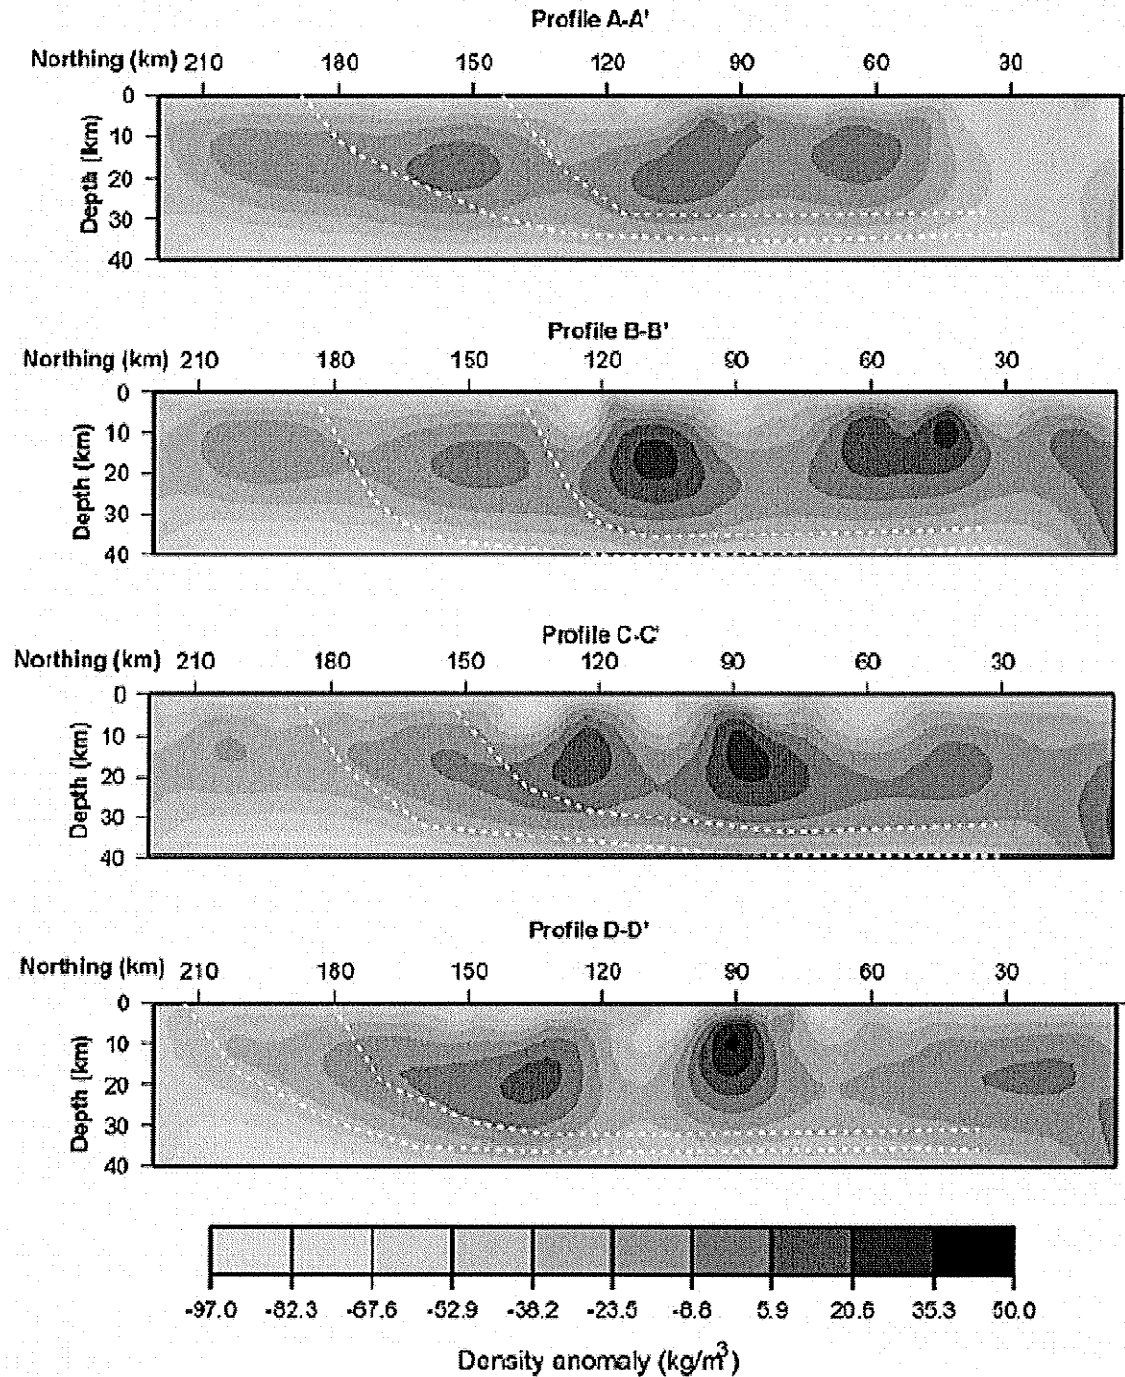 Profile A-A'
Northing (km) 210 180 150 120 90 60 30
0
10
20
30
40
Depth (km)
Profile B-B'
Northing (km) 210 180 150 120 90 60 30
0
10
20
30
40
Depth (km)
Profile C-C'
Northing (km) 210 180 150 120 90 60 30
0
10
20
30
40
Depth (km)
Profile D-D'
Northing (km) 210 180 150 120 90 60 30
0
10
20
30
40
Depth (km)
-97.0 -82.3 -67.6 -52.9 -38.2 -23.5 -8.8 5.9 20.6 35.3 50.0
Density anomaly (kg/m³)